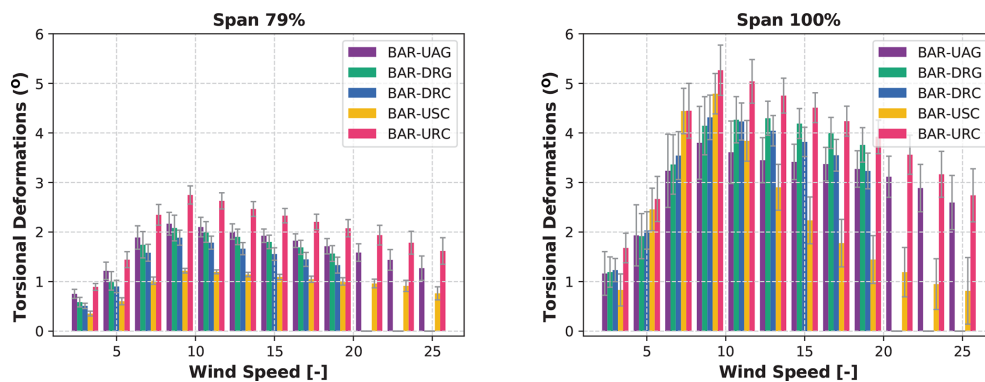 Span 79%
Torsional Deformations (⁰)
6
5
4
3
2
1
0
BAR-UAG
BAR-DRG
BAR-DRC
BAR-USC
BAR-URC
5
10
15
20
25
Wind Speed [-]
Span 100%
Torsional Deformations (⁰)
6
5
4
3
2
1
0
BAR-UAG
BAR-DRG
BAR-DRC
BAR-USC
BAR-URC
5
10
15
20
25
Wind Speed [-]